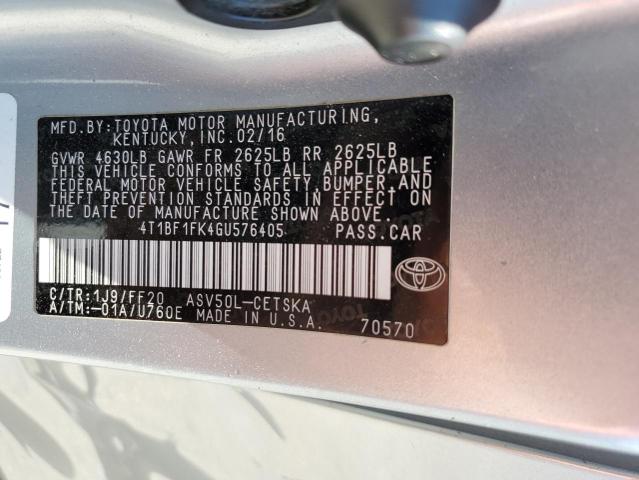 MFD.BY:TOYOTA MOTOR MANUFACTURING,
KENTUCKY, INC.02/16
GVWR 4630LB GAWR FR 2625LB RR 2625LB
THIS VEHICLE CONFORMS TO ALL APPLICABLE
FEDERAL MOTOR VEHICLE SAFETY,BUMPER,AND
THEFT PREVENTION STANDARDS IN EFFECT ON
THE DATE OF MANUFACTURE SHOWN ABOVE.
4T1BF1FK4GU576405 PASS.CAR
C/TR:1J9/FF20 ASV50L-CETSKA
A/TM:-01A/U760E MADE IN U.S.A. 70570